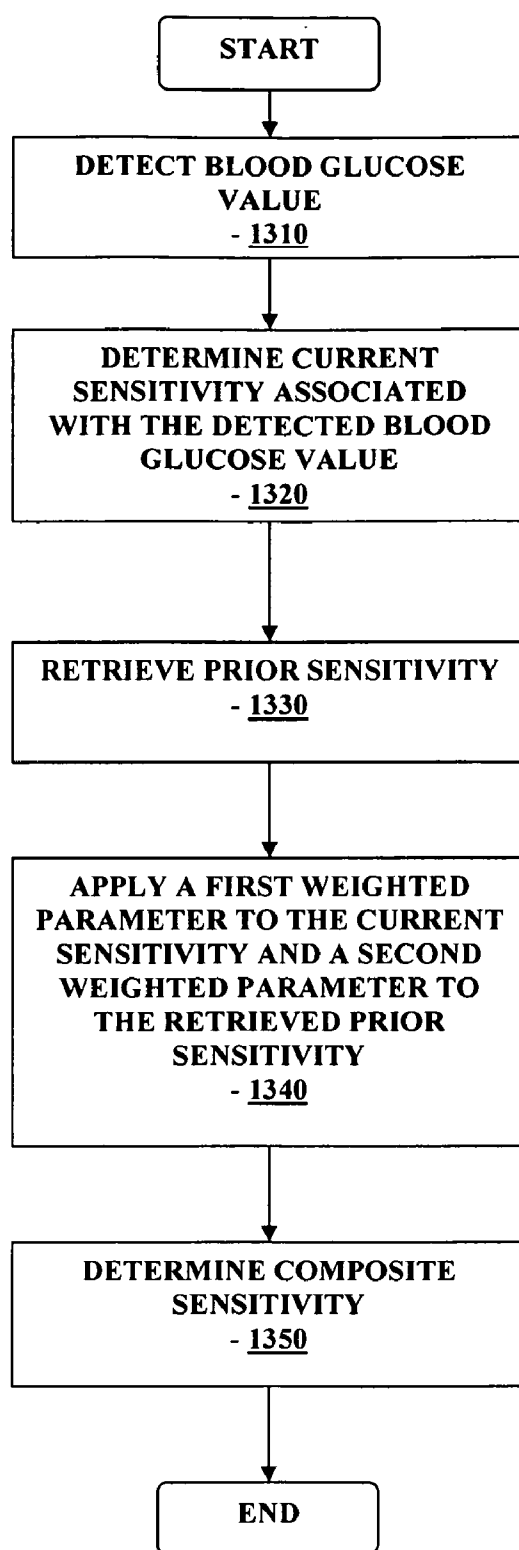 START
DETECT BLOOD GLUCOSE
VALUE
- 1310
DETERMINE CURRENT
SENSITIVITY ASSOCIATED
WITH THE DETECTED BLOOD
GLUCOSE VALUE
- 1320
RETRIEVE PRIOR SENSITIVITY
- 1330
APPLY A FIRST WEIGHTED
PARAMETER TO THE CURRENT
SENSITIVITY AND A SECOND
WEIGHTED PARAMETER TO
THE RETRIEVED PRIOR
SENSITIVITY
- 1340
DETERMINE COMPOSITE
SENSITIVITY
- 1350
END